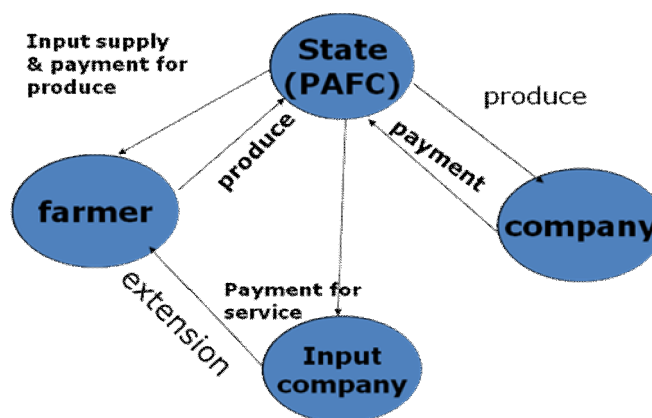 Input supply
& payment for
produce
State
(PAFC)
produce
produce
payment
farmer
company
extension
Payment for
service
Input
company